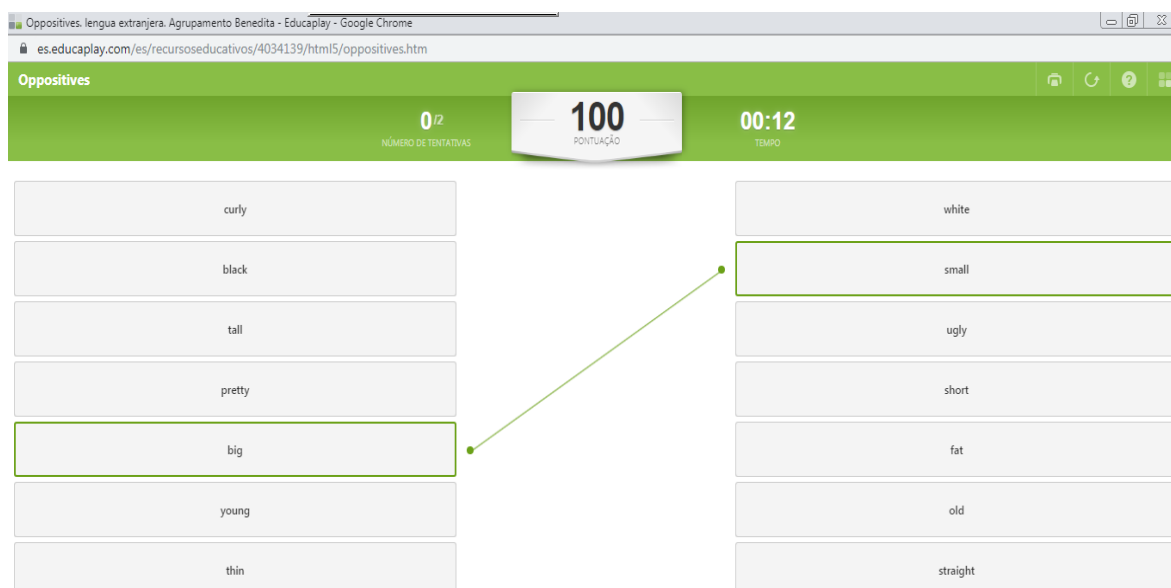 Oppositives. lengua extranjera. Agrupamento Benedita - Educaplay - Google Chrome
es.educaplay.com/es/recursoseducativos/4034139/html5/oppositives.htm
Oppositives
0/2
NÚMERO DE TENTATIVAS
100
PONTUAÇÃO
00:12
TEMPO
curly
white
black
small
tall
ugly
pretty
short
big
fat
young
old
thin
straight